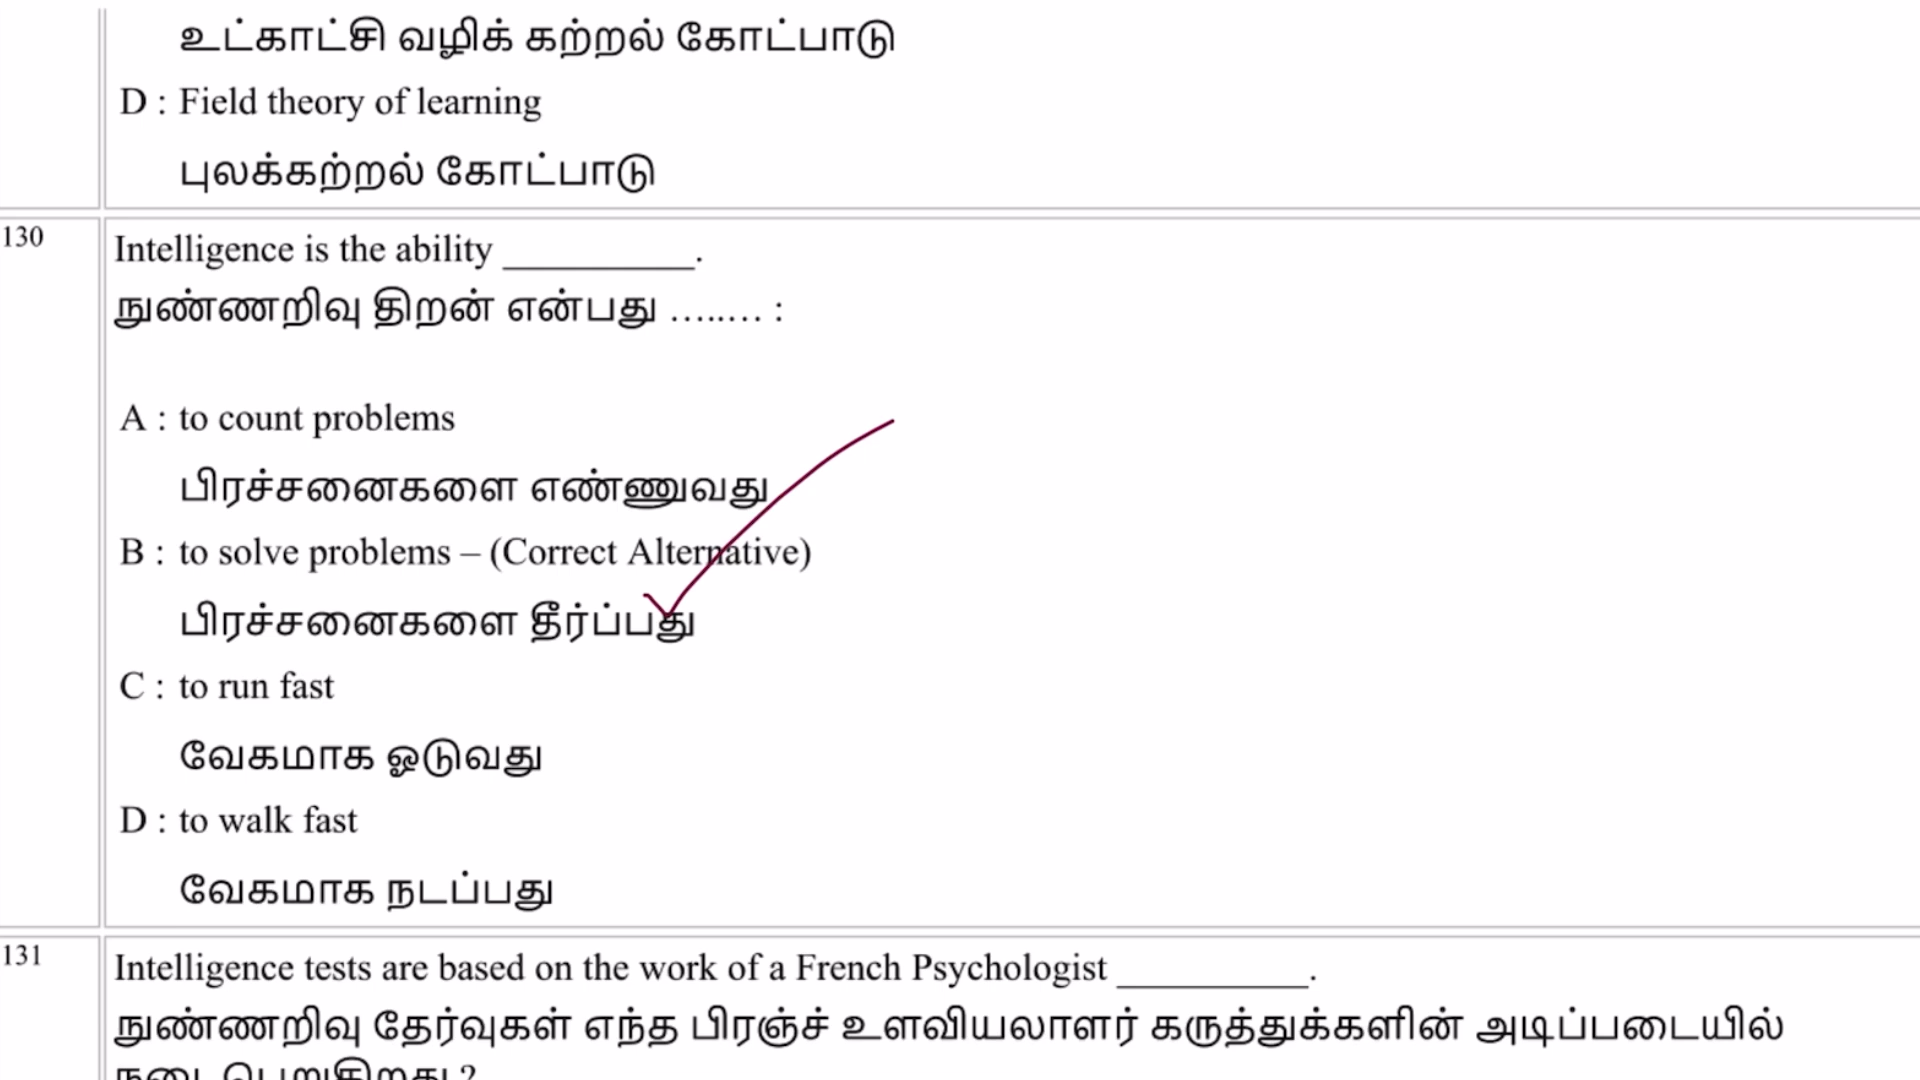 உட்காட்சி வழிக் கற்றல் கோட்பாடு
D : Field theory of learning
புலக்கற்றல் கோட்பாடு
130
Intelligence is the ability __________.
நுண்ணறிவு திறன் என்பது …..…. :
A : to count problems
பிரச்சனைகளை எண்ணுவது
B : to solve problems – (Correct Alternative)
பிரச்சனைகளை தீர்ப்பது
C : to run fast
வேகமாக ஓடுவது
D : to walk fast
வேகமாக நடப்பது
131
Intelligence tests are based on the work of a French Psychologist __________.
நுண்ணறிவு தேர்வுகள் எந்த பிரஞ்ச் உளவியலாளர் கருத்துக்களின் அடிப்படையில்
நடைபெறுகிறது ?